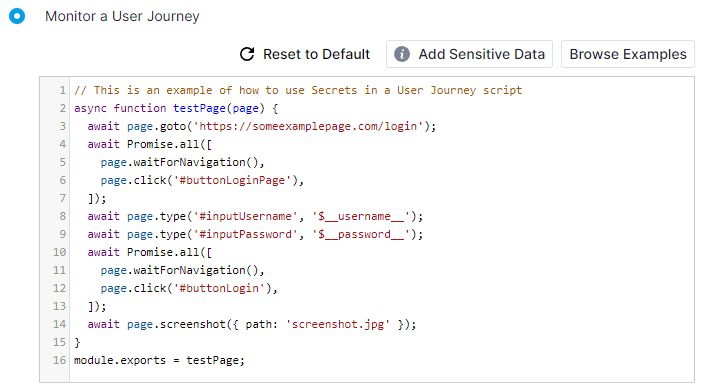 Monitor a User Journey
Reset to Default
Add Sensitive Data
Browse Examples
1 // This is an example of how to use Secrets in a User Journey script
2 async function testPage(page) {
3   await page.goto('https://someexamplepage.com/login');
4   await Promise.all([
5     page.waitForNavigation(),
6     page.click('#buttonLoginPage'),
7   ]);
8   await page.type('#inputUsername', '$__username__');
9   await page.type('#inputPassword', '$__password__');
10   await Promise.all([
11     page.waitForNavigation(),
12     page.click('#buttonLogin'),
13   ]);
14   await page.screenshot({ path: 'screenshot.jpg' });
15 }
16 module.exports = testPage;